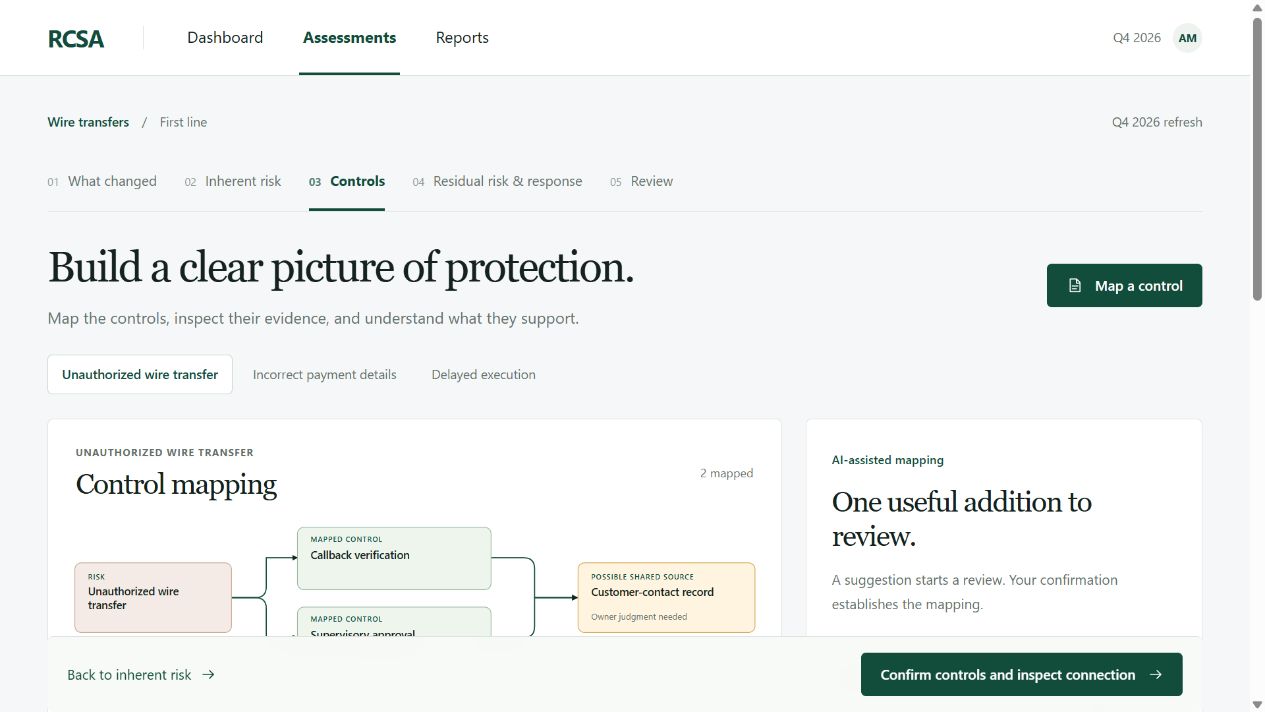 RCSA
Dashboard
Assessments
Reports
Q4 2026
AM
Wire transfers / First line
Q4 2026 refresh
01 What changed
02 Inherent risk
03 Controls
04 Residual risk & response
05 Review
Build a clear picture of protection.
Map the controls, inspect their evidence, and understand what they support.
Map a control
Unauthorized wire transfer
Incorrect payment details
Delayed execution
UNAUTHORIZED WIRE TRANSFER
Control mapping
2 mapped
RISK
Unauthorized wire
transfer
MAPPED CONTROL
Callback verification
MAPPED CONTROL
Supervisory approval
POSSIBLE SHARED SOURCE
Customer-contact record
Owner judgment needed
AI-assisted mapping
One useful addition to
review.
A suggestion starts a review. Your confirmation
establishes the mapping.
Back to inherent risk →
Confirm controls and inspect connection →